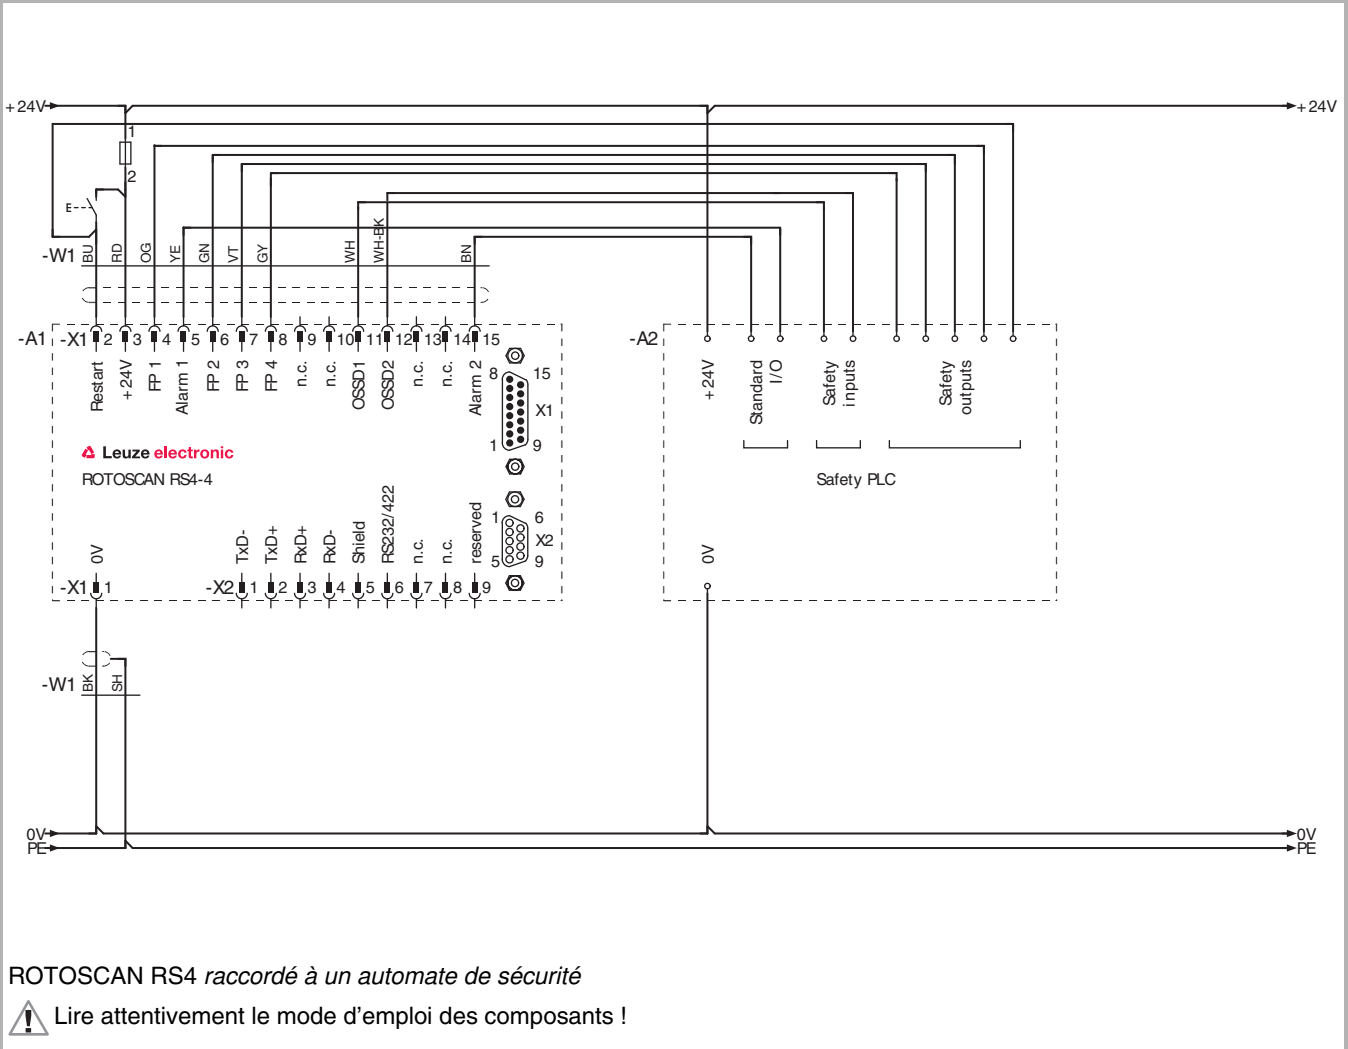 +24V +24V
1
2
E
-W1 BU RD OG YE GN VT GY WH WH-BK BN
-A1 -X1 2 3 4 5 6 7 8 9 10 11 12 13 14 15 -A2
Restart +24V FP 1 Alarm 1 FP 2 FP 3 FP 4 n.c. n.c. OSSD1 OSSD2 n.c. n.c. Alarm 2
8 15
X1
1 9
+24V Standard I/O Safety inputs Safety outputs
Leuze electronic
ROTOSCAN RS4-4 Safety PLC
1 6
X2
5 9
0V TxD- TxD+ RxD+ RxD- Shield RS232/422 n.c. n.c. reserved 0V
-X1 1 -X2 1 2 3 4 5 6 7 8 9
-W1 BK SH
0V 0V
PE PE
ROTOSCAN RS4 raccordé à un automate de sécurité
Lire attentivement le mode d'emploi des composants !